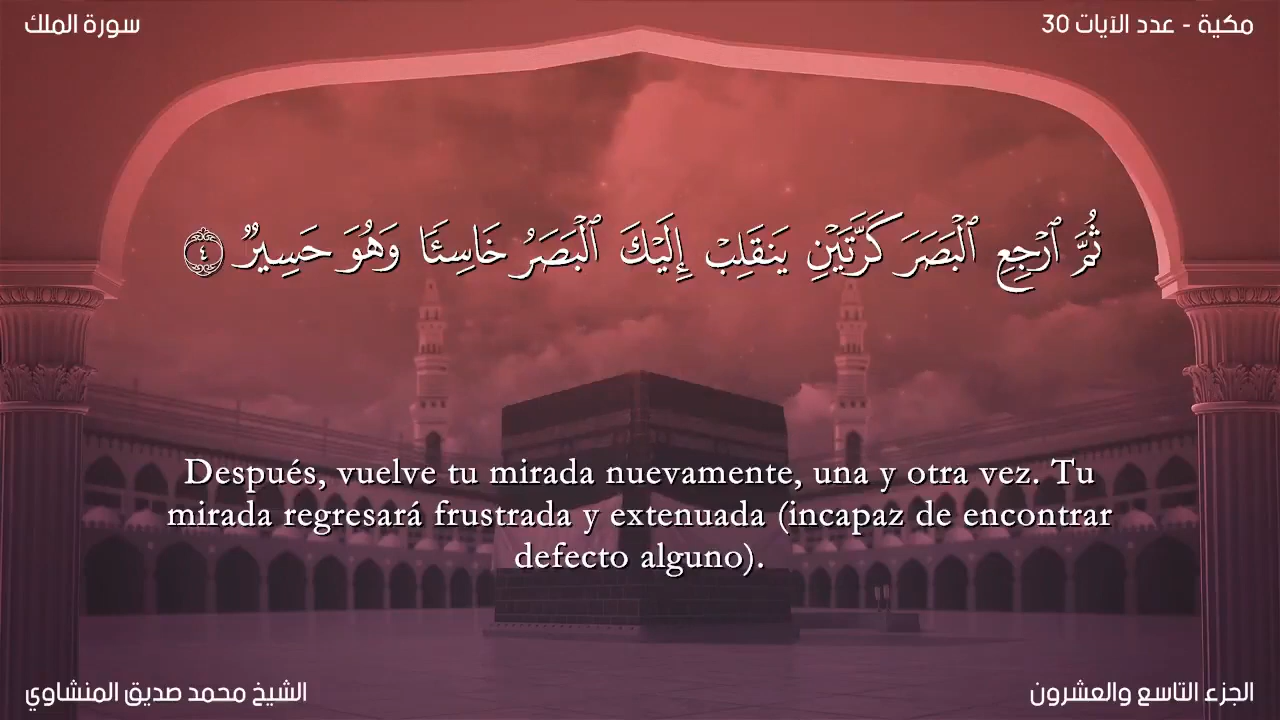 سورة الملك
مكية - عدد الآيات 30
ثُمَّ ٱرْجِعِ ٱلْبَصَرَ كَرَّتَيْنِ يَنقَلِبْ إِلَيْكَ ٱلْبَصَرُ خَاسِئًا وَهُوَ حَسِيرٌ ٤
Después, vuelve tu mirada nuevamente, una y otra vez. Tu
mirada regresará frustrada y extenuada (incapaz de encontrar
defecto alguno).
الشيخ محمد صديق المنشاوي
الجزء التاسع والعشرون